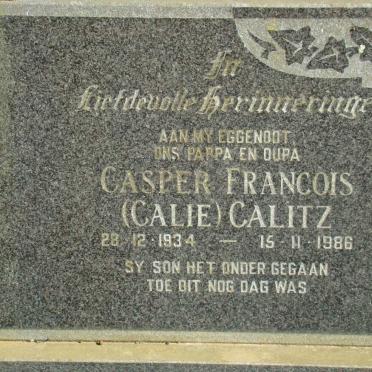 In
Liefdevolle Herinnering
AAN MY EGGENOOT
ONS PAPPA EN OUPA
CASPER FRANCOIS
(CALIE) CALITZ
28·12·1934 — 15·11·1986
SY SON HET ONDER GEGAAN
TOE DIT NOG DAG WAS